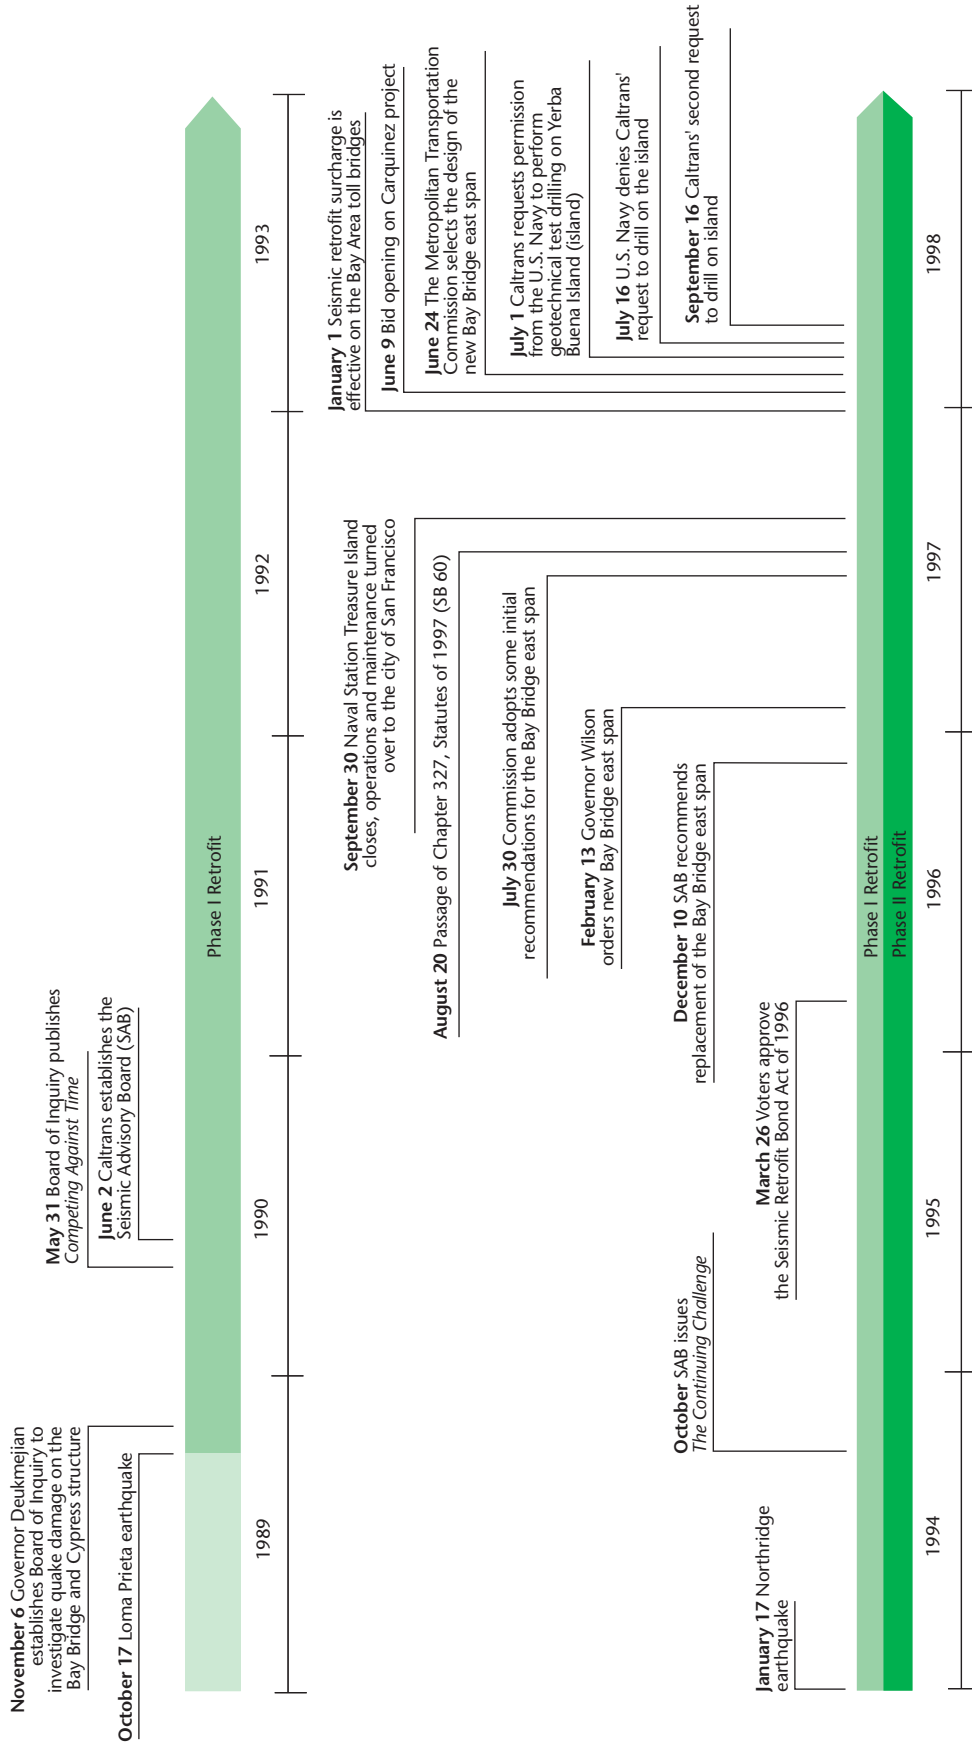 November 6 Governor Deukmejian
establishes Board of Inquiry to
investigate quake damage on the
Bay Bridge and Cypress structure
October 17 Loma Prieta earthquake
May 31 Board of Inquiry publishes
Competing Against Time
June 2 Caltrans establishes the
Seismic Advisory Board (SAB)
Phase I Retrofit
1989
1990
1991
1992
1993
January 17 Northridge
earthquake
October SAB issues
The Continuing Challenge
March 26 Voters approve
the Seismic Retrofit Bond Act of 1996
December 10 SAB recommends
replacement of the Bay Bridge east span
February 13 Governor Wilson
orders new Bay Bridge east span
July 30 Commission adopts some initial
recommendations for the Bay Bridge east span
August 20 Passage of Chapter 327, Statutes of 1997 (SB 60)
September 30 Naval Station Treasure Island
closes, operations and maintenance turned
over to the city of San Francisco
January 1 Seismic retrofit surcharge is
effective on the Bay Area toll bridges
June 9 Bid opening on Carquinez project
June 24 The Metropolitan Transportation
Commission selects the design of the
new Bay Bridge east span
July 1 Caltrans requests permission
from the U.S. Navy to perform
geotechnical test drilling on Yerba
Buena Island (island)
July 16 U.S. Navy denies Caltrans'
request to drill on the island
September 16 Caltrans' second request
to drill on island
Phase I Retrofit
Phase II Retrofit
1994
1995
1996
1997
1998